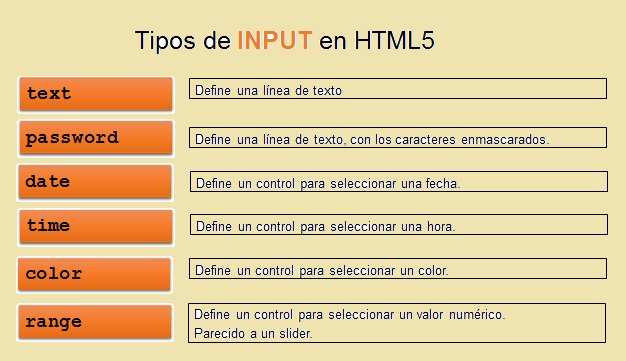 Tipos de INPUT en HTML5
text
Define una línea de texto
password
Define una línea de texto, con los caracteres enmascarados.
date
Define un control para seleccionar una fecha.
time
Define un control para seleccionar una hora.
color
Define un control para seleccionar un color.
range
Define un control para seleccionar un valor numérico.
Parecido a un slider.